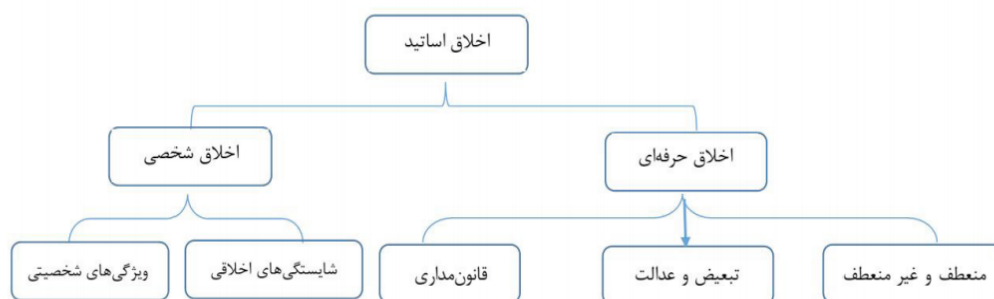 اخلاق اساتید
اخلاق حرفه‌ای
اخلاق شخصی
منعطف و غیر منعطف
تبعیض و عدالت
قانون‌مداری
شایستگی‌های اخلاقی
ویژگی‌های شخصیتی